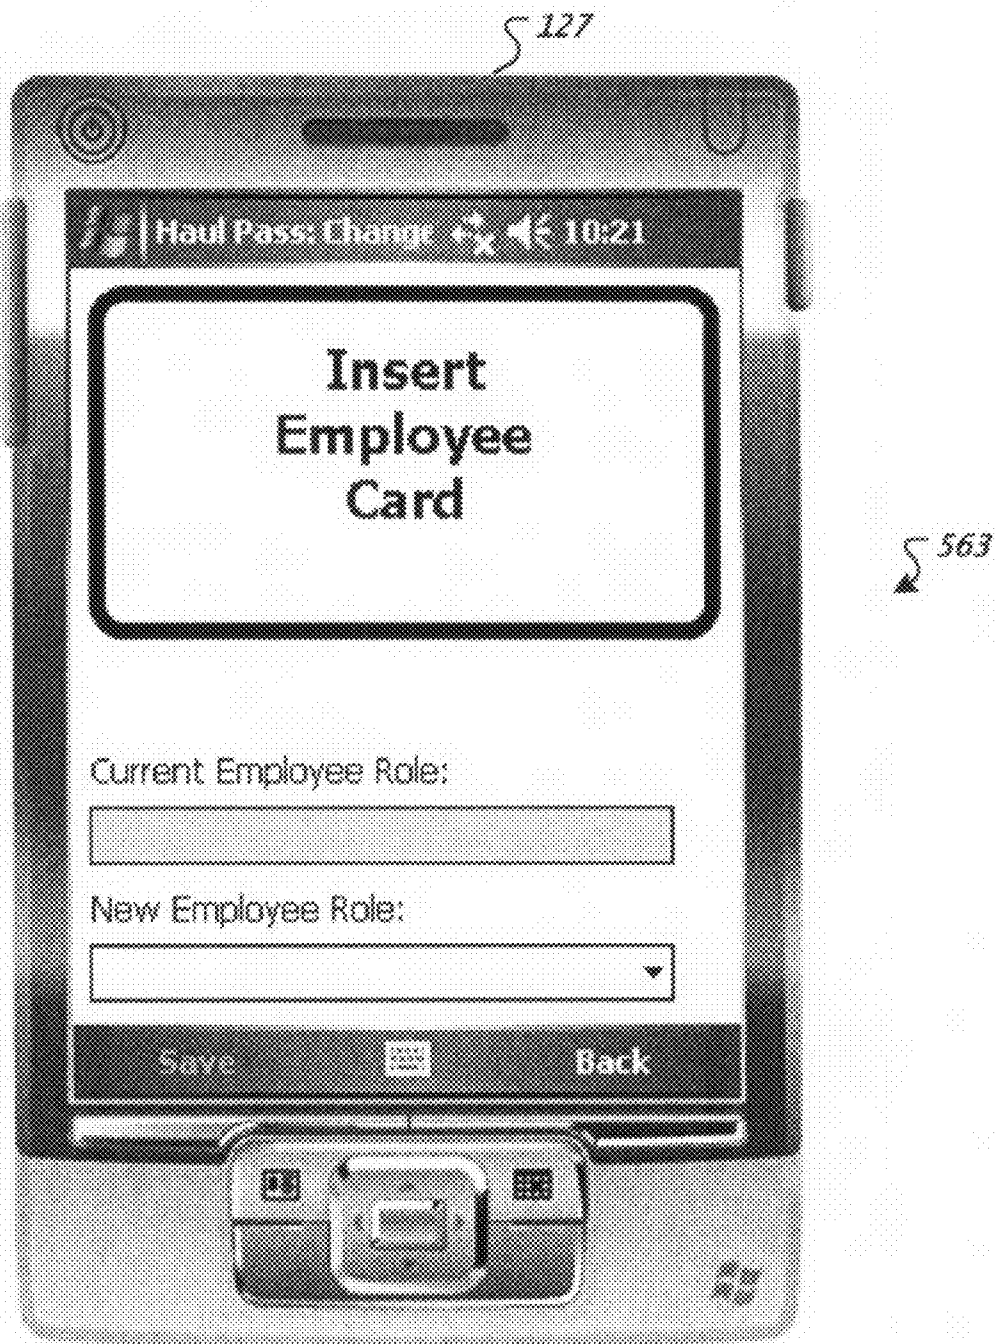 127
Haul Pass: Change 10:21
Insert
Employee
Card
563
Current Employee Role:
New Employee Role:
Save
Back